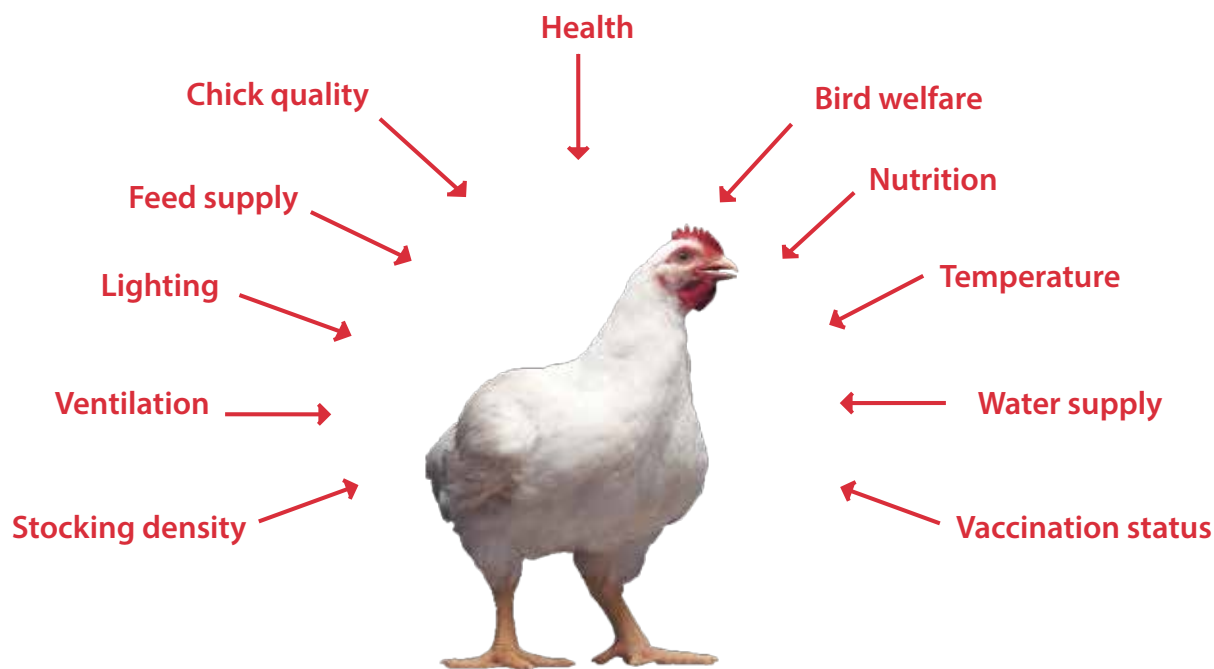 Health
Chick quality
Bird welfare
Feed supply
Nutrition
Lighting
Temperature
Ventilation
Water supply
Stocking density
Vaccination status